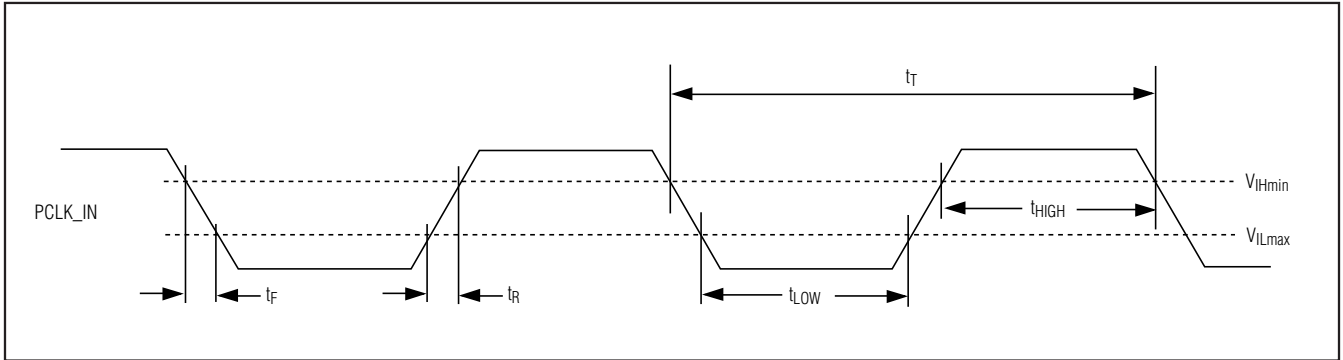 tT
VIHmin
PCLK_IN
tHIGH
VILmax
tF
tR
tLOW